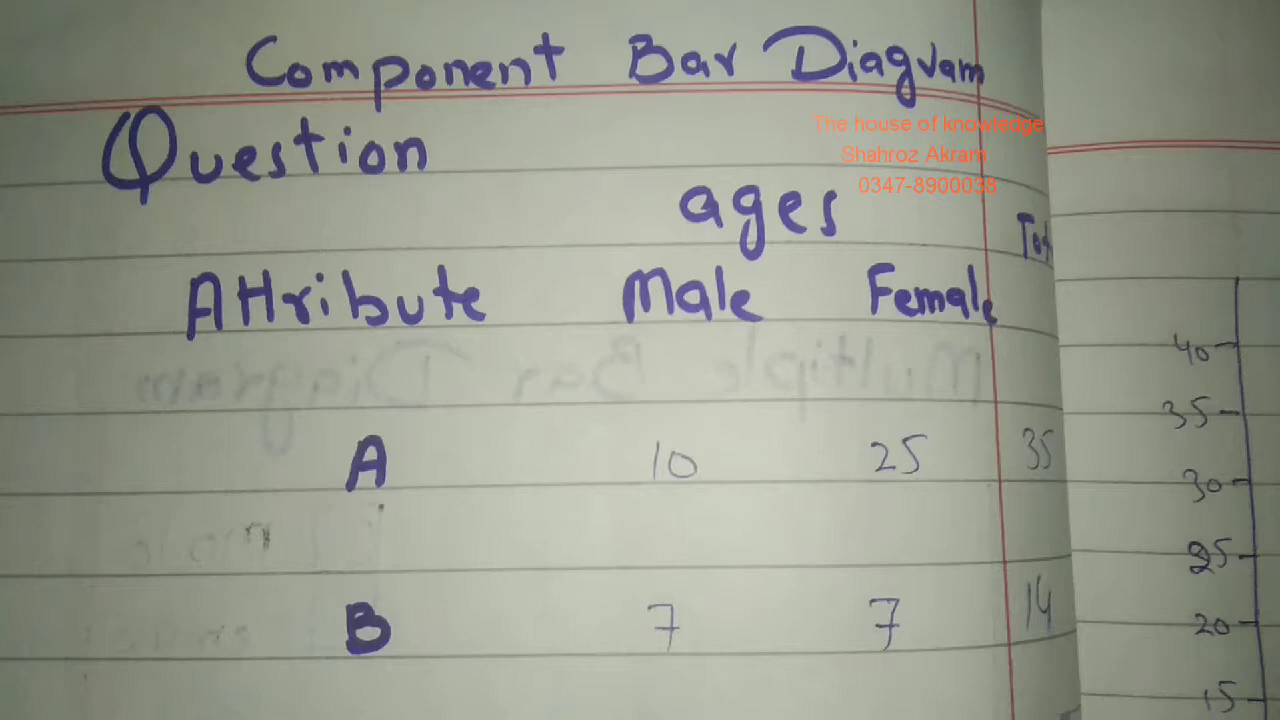 Component Bar Diagram
Question
The house of knowledge
Shahroz Akram
0347-8900038
ages
Tot
Attribute Male Female
A 10 25 35
B 7 7 14
40
35
30
25
20
15